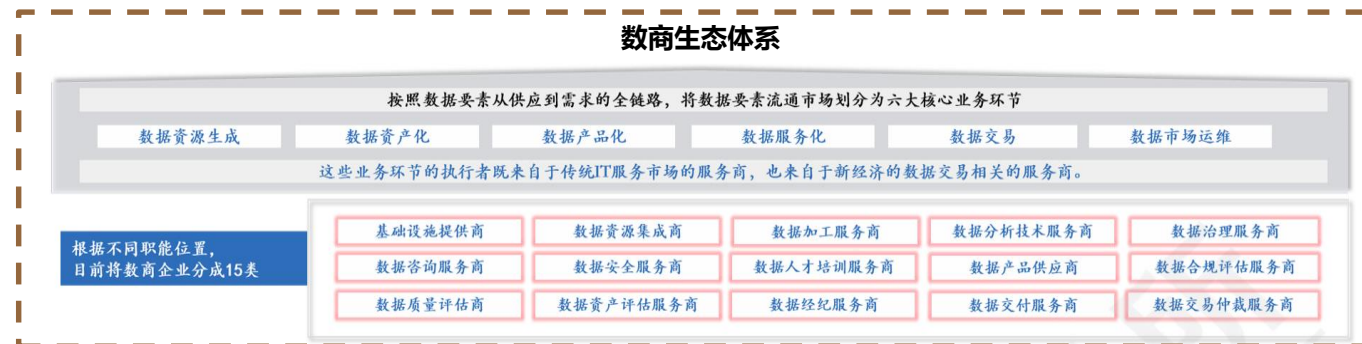 数商生态体系
按照数据要素从供应到需求的全链路，将数据要素流通市场划分为六大核心业务环节
数据资源生成 数据资产化 数据产品化 数据服务化 数据交易 数据市场运维
这些业务环节的执行者既来自于传统IT服务市场的服务商，也来自于新经济的数据交易相关的服务商。
根据不同职能位置，
目前将数商企业分成15类
基础设施提供商 数据资源集成商 数据加工服务商 数据分析技术服务商 数据治理服务商
数据咨询服务商 数据安全服务商 数据人才培训服务商 数据产品供应商 数据合规评估服务商
数据质量评估商 数据资产评估服务商 数据经纪服务商 数据交付服务商 数据交易仲裁服务商